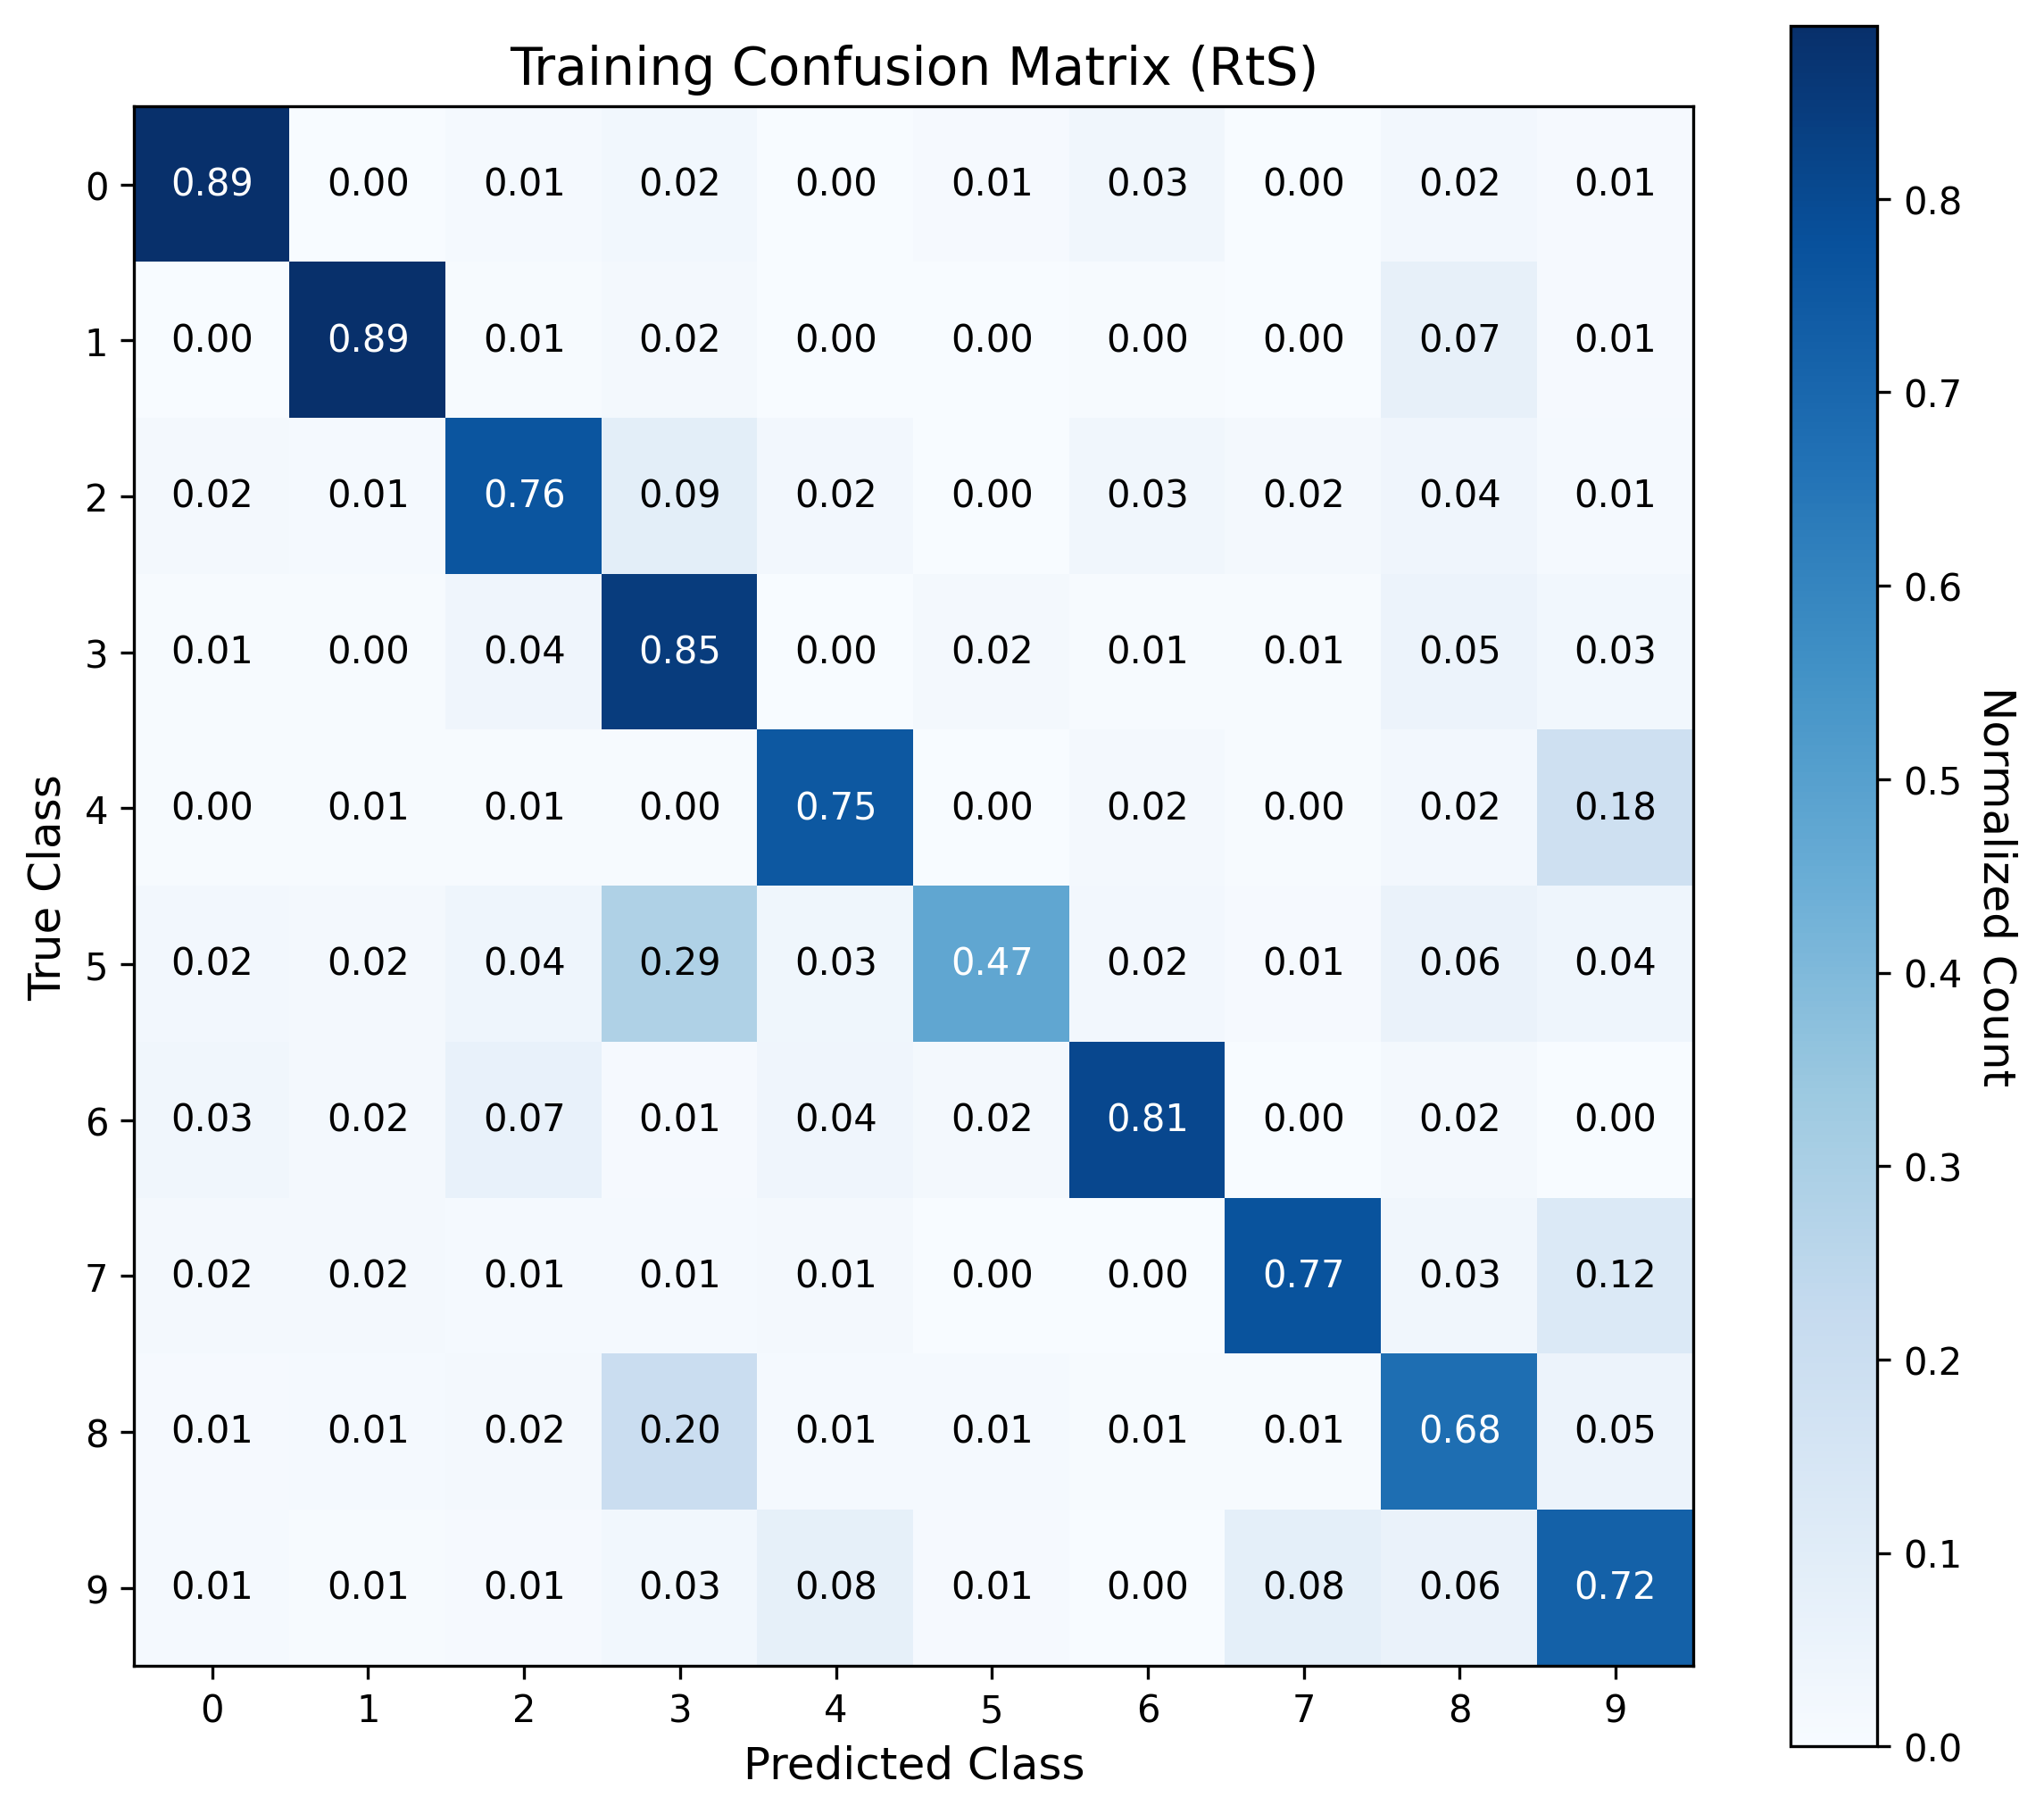 Training Confusion Matrix (RtS)
0 0.89 0.00 0.01 0.02 0.00 0.01 0.03 0.00 0.02 0.01
1 0.00 0.89 0.01 0.02 0.00 0.00 0.00 0.00 0.07 0.01
2 0.02 0.01 0.76 0.09 0.02 0.00 0.03 0.02 0.04 0.01
3 0.01 0.00 0.04 0.85 0.00 0.02 0.01 0.01 0.05 0.03
4 0.00 0.01 0.01 0.00 0.75 0.00 0.02 0.00 0.02 0.18
5 0.02 0.02 0.04 0.29 0.03 0.47 0.02 0.01 0.06 0.04
6 0.03 0.02 0.07 0.01 0.04 0.02 0.81 0.00 0.02 0.00
7 0.02 0.02 0.01 0.01 0.01 0.00 0.00 0.77 0.03 0.12
8 0.01 0.01 0.02 0.20 0.01 0.01 0.01 0.01 0.68 0.05
9 0.01 0.01 0.01 0.03 0.08 0.01 0.00 0.08 0.06 0.72
0 1 2 3 4 5 6 7 8 9
Predicted Class
True Class
0.8
0.7
0.6
0.5
0.4
0.3
0.2
0.1
0.0
Normalized Count